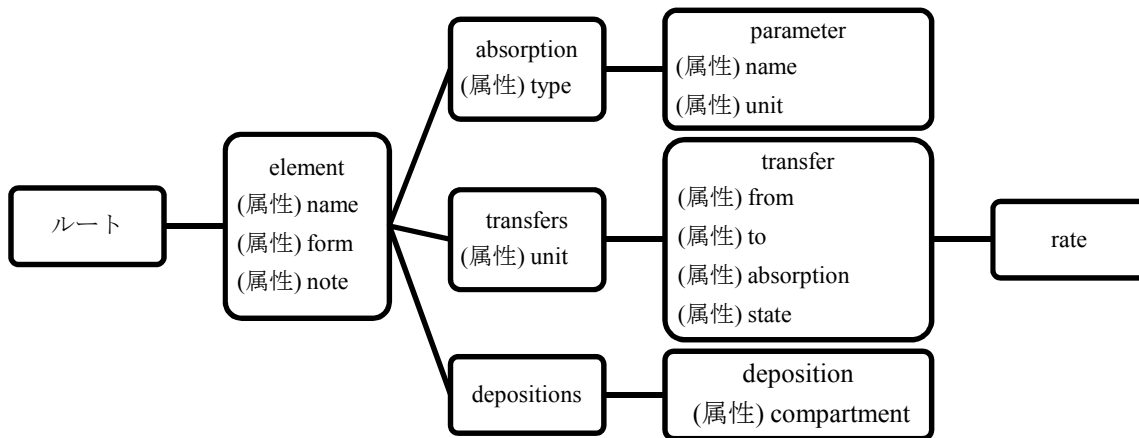 ルート
element
(属性) name
(属性) form
(属性) note
absorption
(属性) type
parameter
(属性) name
(属性) unit
transfers
(属性) unit
transfer
(属性) from
(属性) to
(属性) absorption
(属性) state
rate
depositions
deposition
(属性) compartment